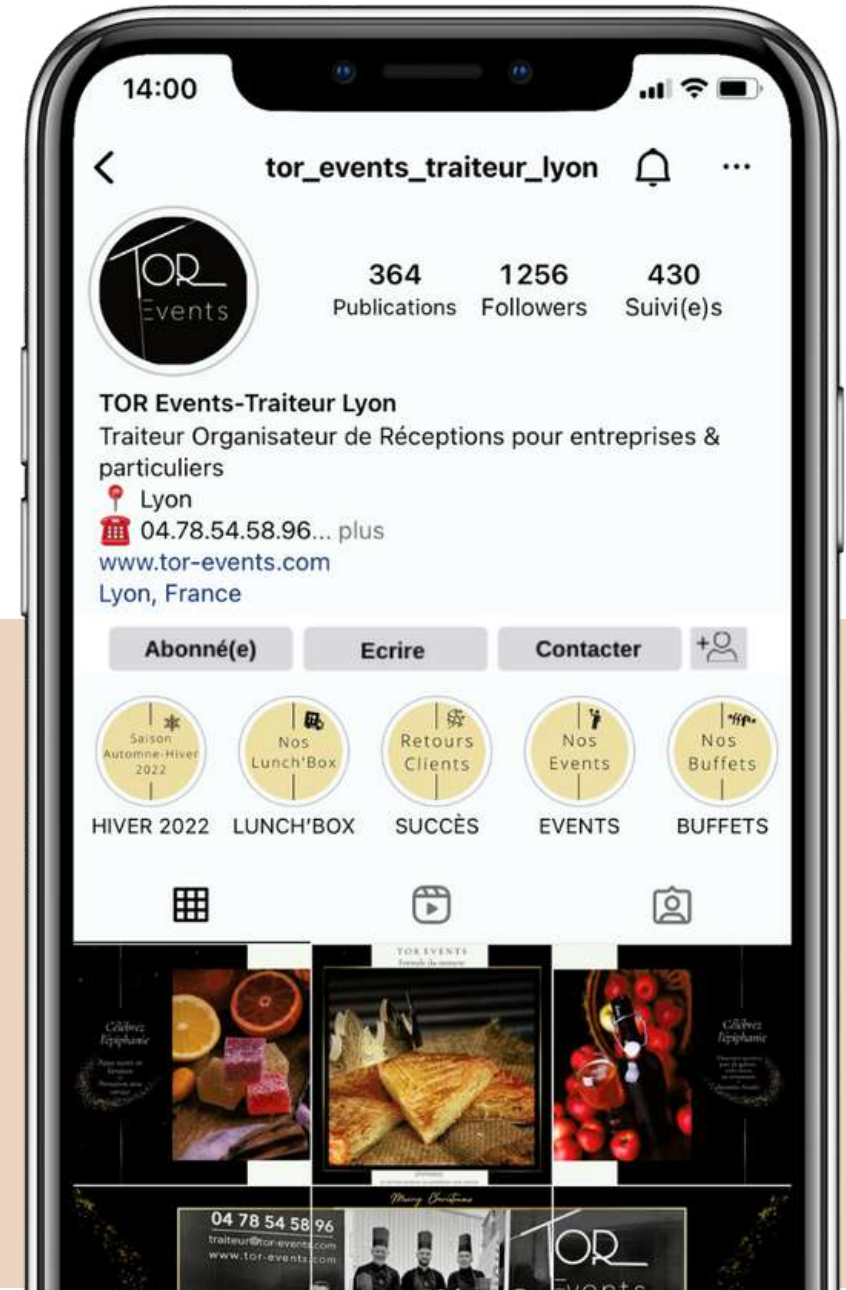 14:00
tor_events_traiteur_lyon
TOR
Events
364
1256
430
Publications
Followers
Suivi(e)s
TOR Events-Traiteur Lyon
Traiteur Organisateur de Réceptions pour entreprises &
particuliers
Lyon
04.78.54.58.96... plus
www.tor-events.com
Lyon, France
Abonné(e)
Ecrire
Contacter
Saison
Automne-Hiver
2022
Nos
Lunch'Box
Retours
Clients
Nos
Events
Nos
Buffets
HIVER 2022
LUNCH'BOX
SUCCÈS
EVENTS
BUFFETS
TOR EVENTS
Formule du moment
Célébrez
l'épiphanie
Célébrez
l'épiphanie
Merry Christmas
04 78 54 58 96
traiteur@tor-events.com
www.tor-events.com
TOR
Events